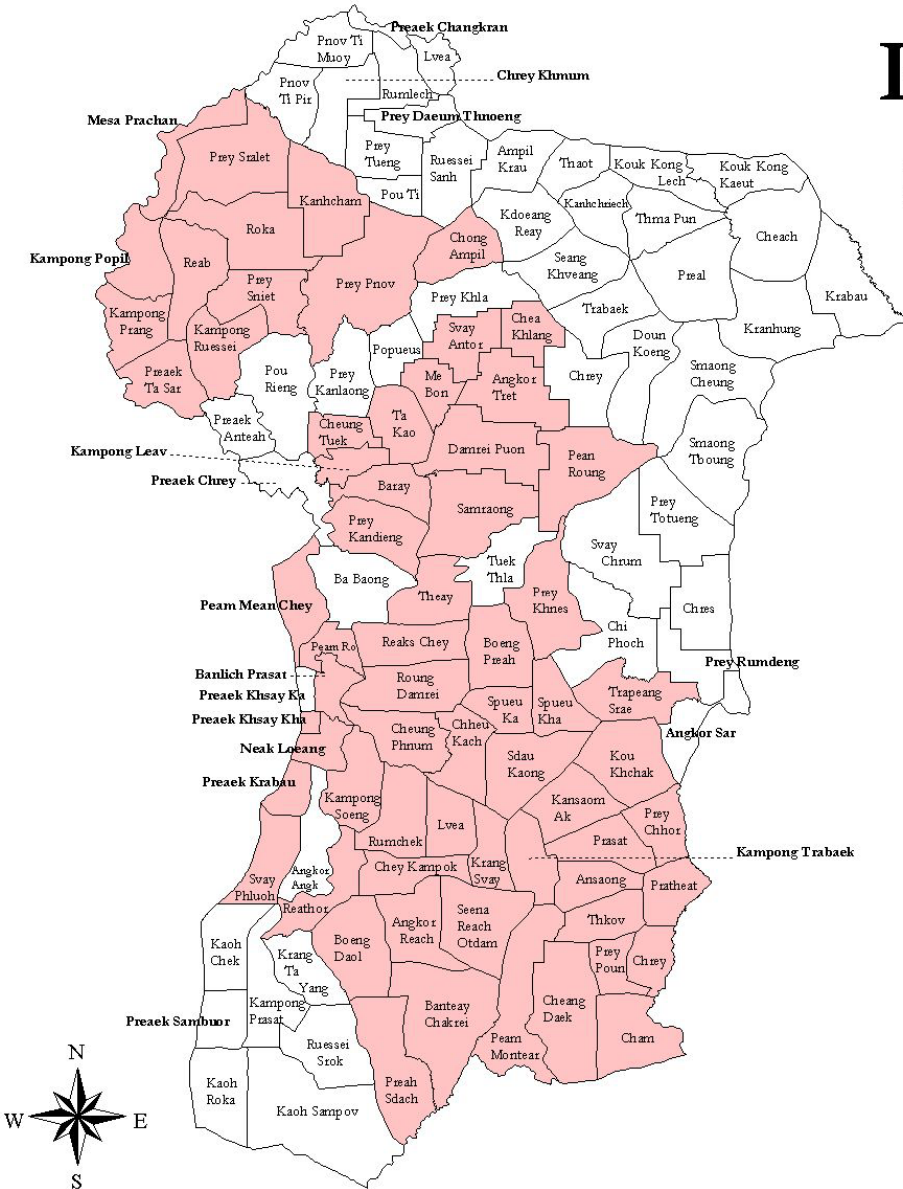 Preaek Changkran
Pnov Ti
Muoy
Lvea
I
Chrey Khmum
Pnov
Ti Pir
Rumlech
Mesa Prachan
Prey Daeum Thnoeng
Prey
Tueng
Ruessei
Sanh
Ampil
Krau
Thaot
Kouk Kong
Lech
Kouk Kong
Kaeut
Prey Sralet
Kanhcham
Pou Ti
Kanhchriech
Thma Pun
Roka
Kdoeang
Reay
Cheach
Chong
Ampil
Kampong Popil
Reab
Seang
Khveang
Preal
Prey
Sniet
Prey Pnov
Prey Khla
Krabau
Trabaek
Kampong
Prang
Kampong
Ruessei
Chea
Khlang
Svay
Antor
Doun
Koeng
Kranhung
Popueus
Pou
Rieng
Prey
Kanlaong
Me
Bon
Angkor
Tret
Chrey
Smaong
Cheung
Preaek
Ta Sar
Preaek
Anteah
Ta
Kao
Cheung
Tuek
Smaong
Tboung
Kampong Leav
Damrei Puon
Pean
Roung
Preaek Chrey
Baray
Samraong
Prey
Totueng
Prey
Kandieng
Svay
Chrum
Tuek
Thla
Ba Baong
Theay
Prey
Khnes
Peam Mean Chey
Chres
Chi
Phoch
Peam Ro
Reaks Chey
Boeng
Preah
Prey Rumdeng
Banlich Prasat
Roung
Damrei
Preaek Khsay Ka
Trapeang
Srae
Spueu
Ka
Spueu
Kha
Preaek Khsay Kha
Cheung
Phnum
Chheu
Kach
Angkor Sar
Neak Loeang
Sdau
Kaong
Kou
Khchak
Preaek Krabau
Kampong
Soeng
Kansaom
Ak
Prey
Chhor
Lvea
Rumchek
Prasat
Kampong Trabaek
Chey Kampok
Krang
Svay
Angkor
Angk
Svay
Phluoh
Ansaong
Pratheat
Reathor
Seena
Reach
Otdam
Angkor
Reach
Thkov
Kaoh
Chek
Boeng
Daol
Krang
Ta
Yang
Prey
Poun
Chrey
Kampong
Prasat
Banteay
Chakrei
Cheang
Daek
Preaek Sambuor
Ruessei
Srok
Peam
Montear
Cham
Kaoh
Roka
Preah
Sdach
Kaoh Sampov
N
W
E
S